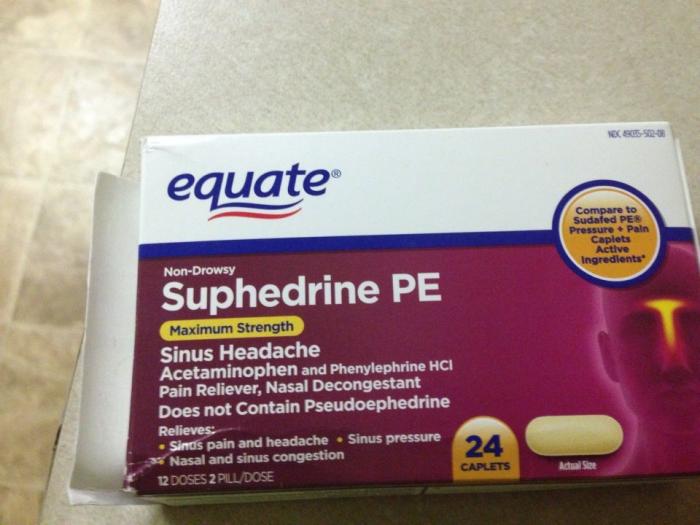 NDC 49035-502-08
equate®
Compare to
Sudafed PE®
Pressure + Pain
Caplets
Active
Ingredients*
Non-Drowsy
Suphedrine PE
Maximum Strength
Sinus Headache
Acetaminophen and Phenylephrine HCl
Pain Reliever, Nasal Decongestant
Does not Contain Pseudoephedrine
Relieves:
• Sinus pain and headache • Sinus pressure
• Nasal and sinus congestion
12 DOSES 2 PILL/DOSE
24
CAPLETS
Actual Size